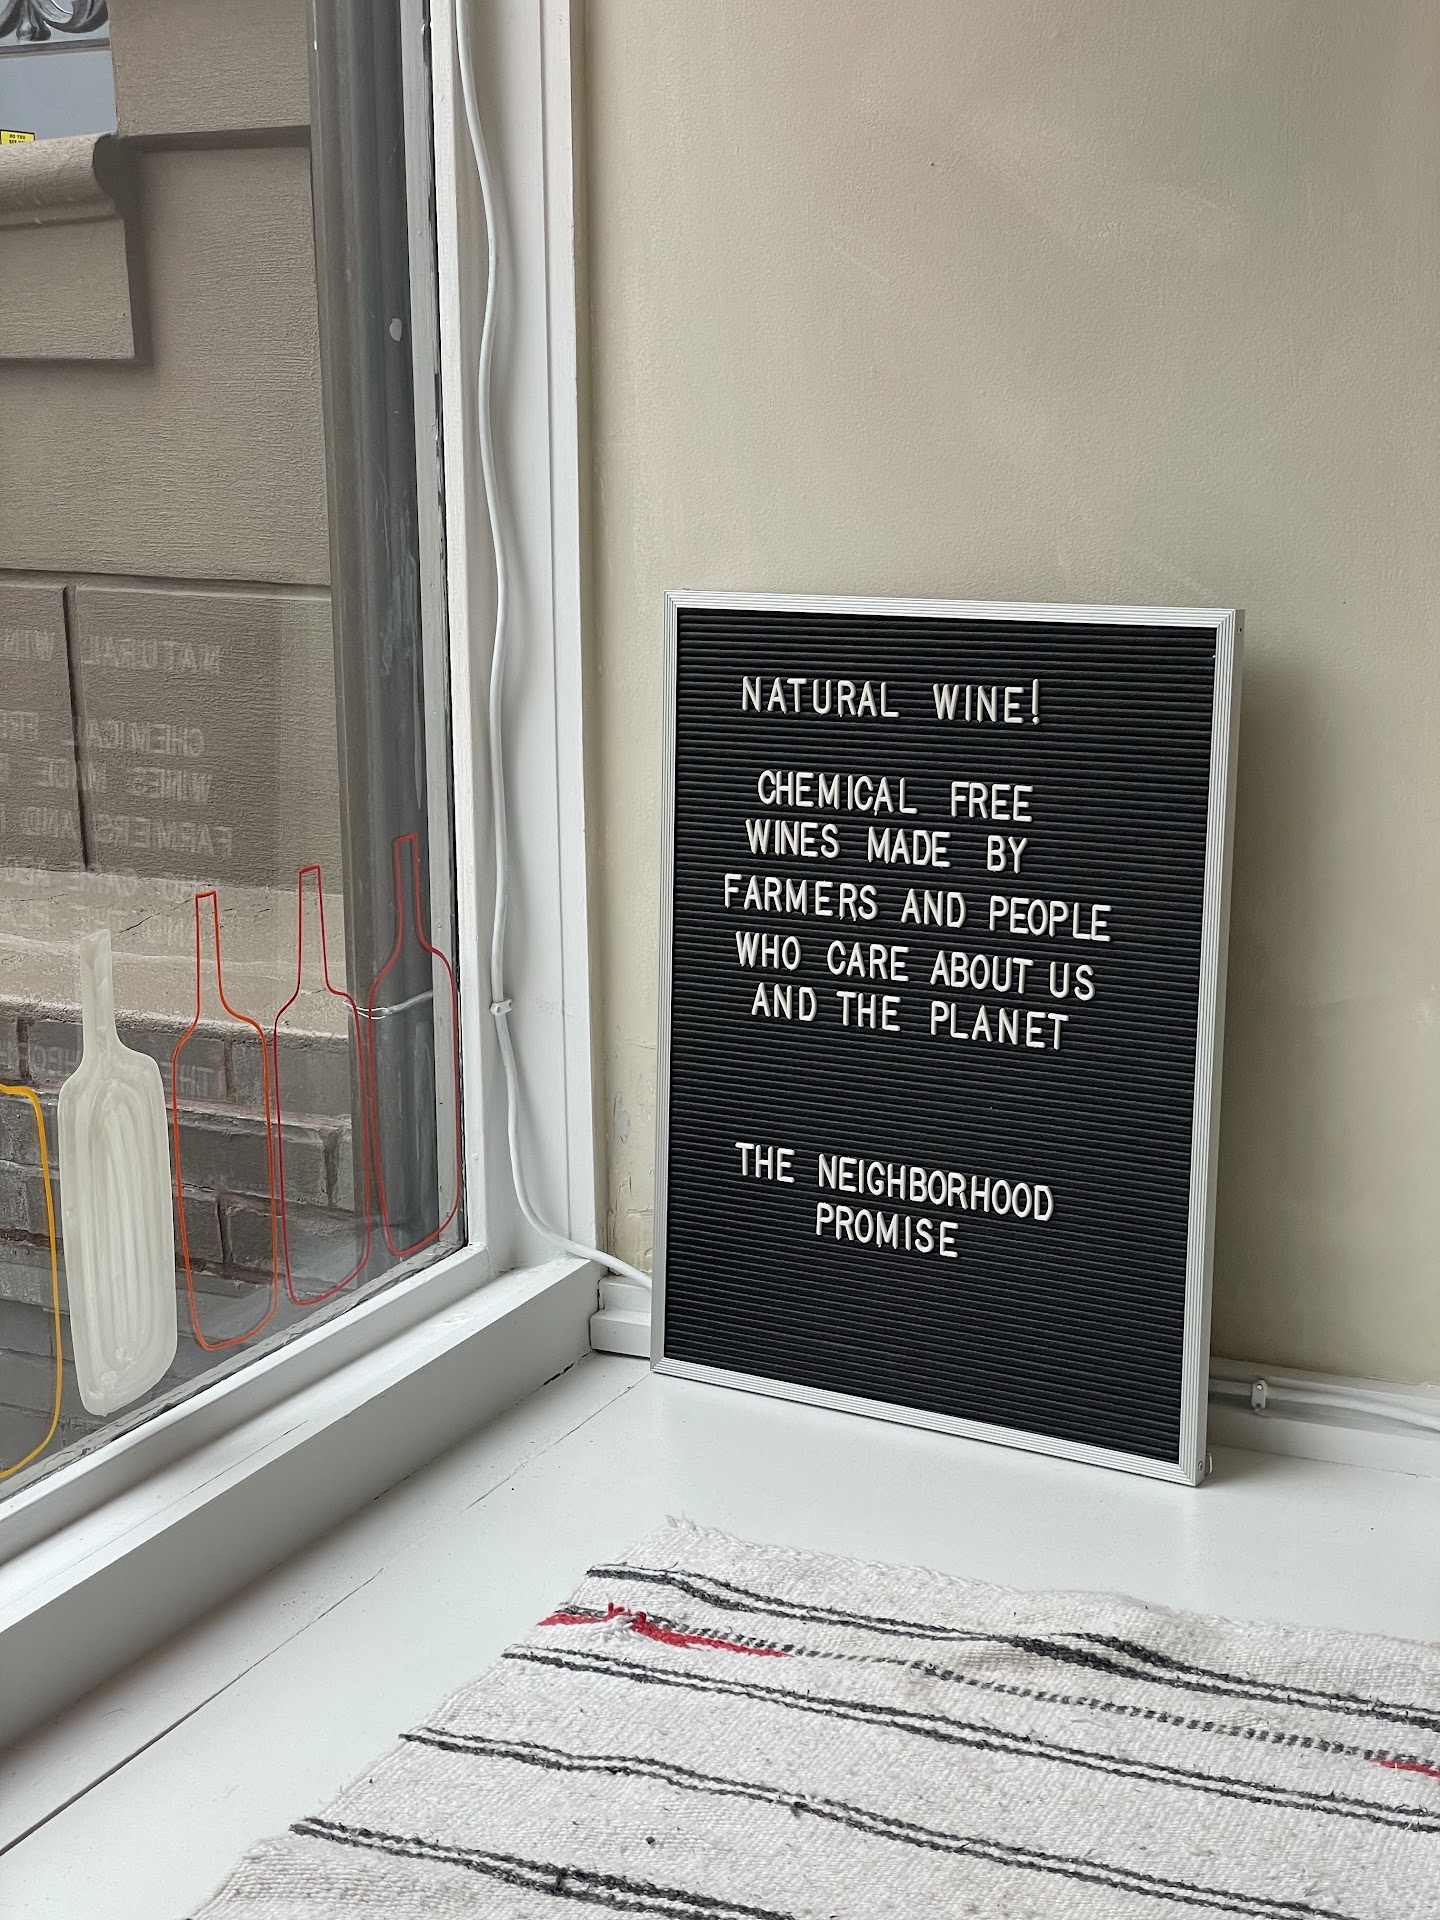 NATURAL WINE!
CHEMICAL FREE
WINES MADE BY
FARMERS AND PEOPLE
WHO CARE ABOUT US
AND THE PLANET
THE NEIGHBORHOOD
PROMISE